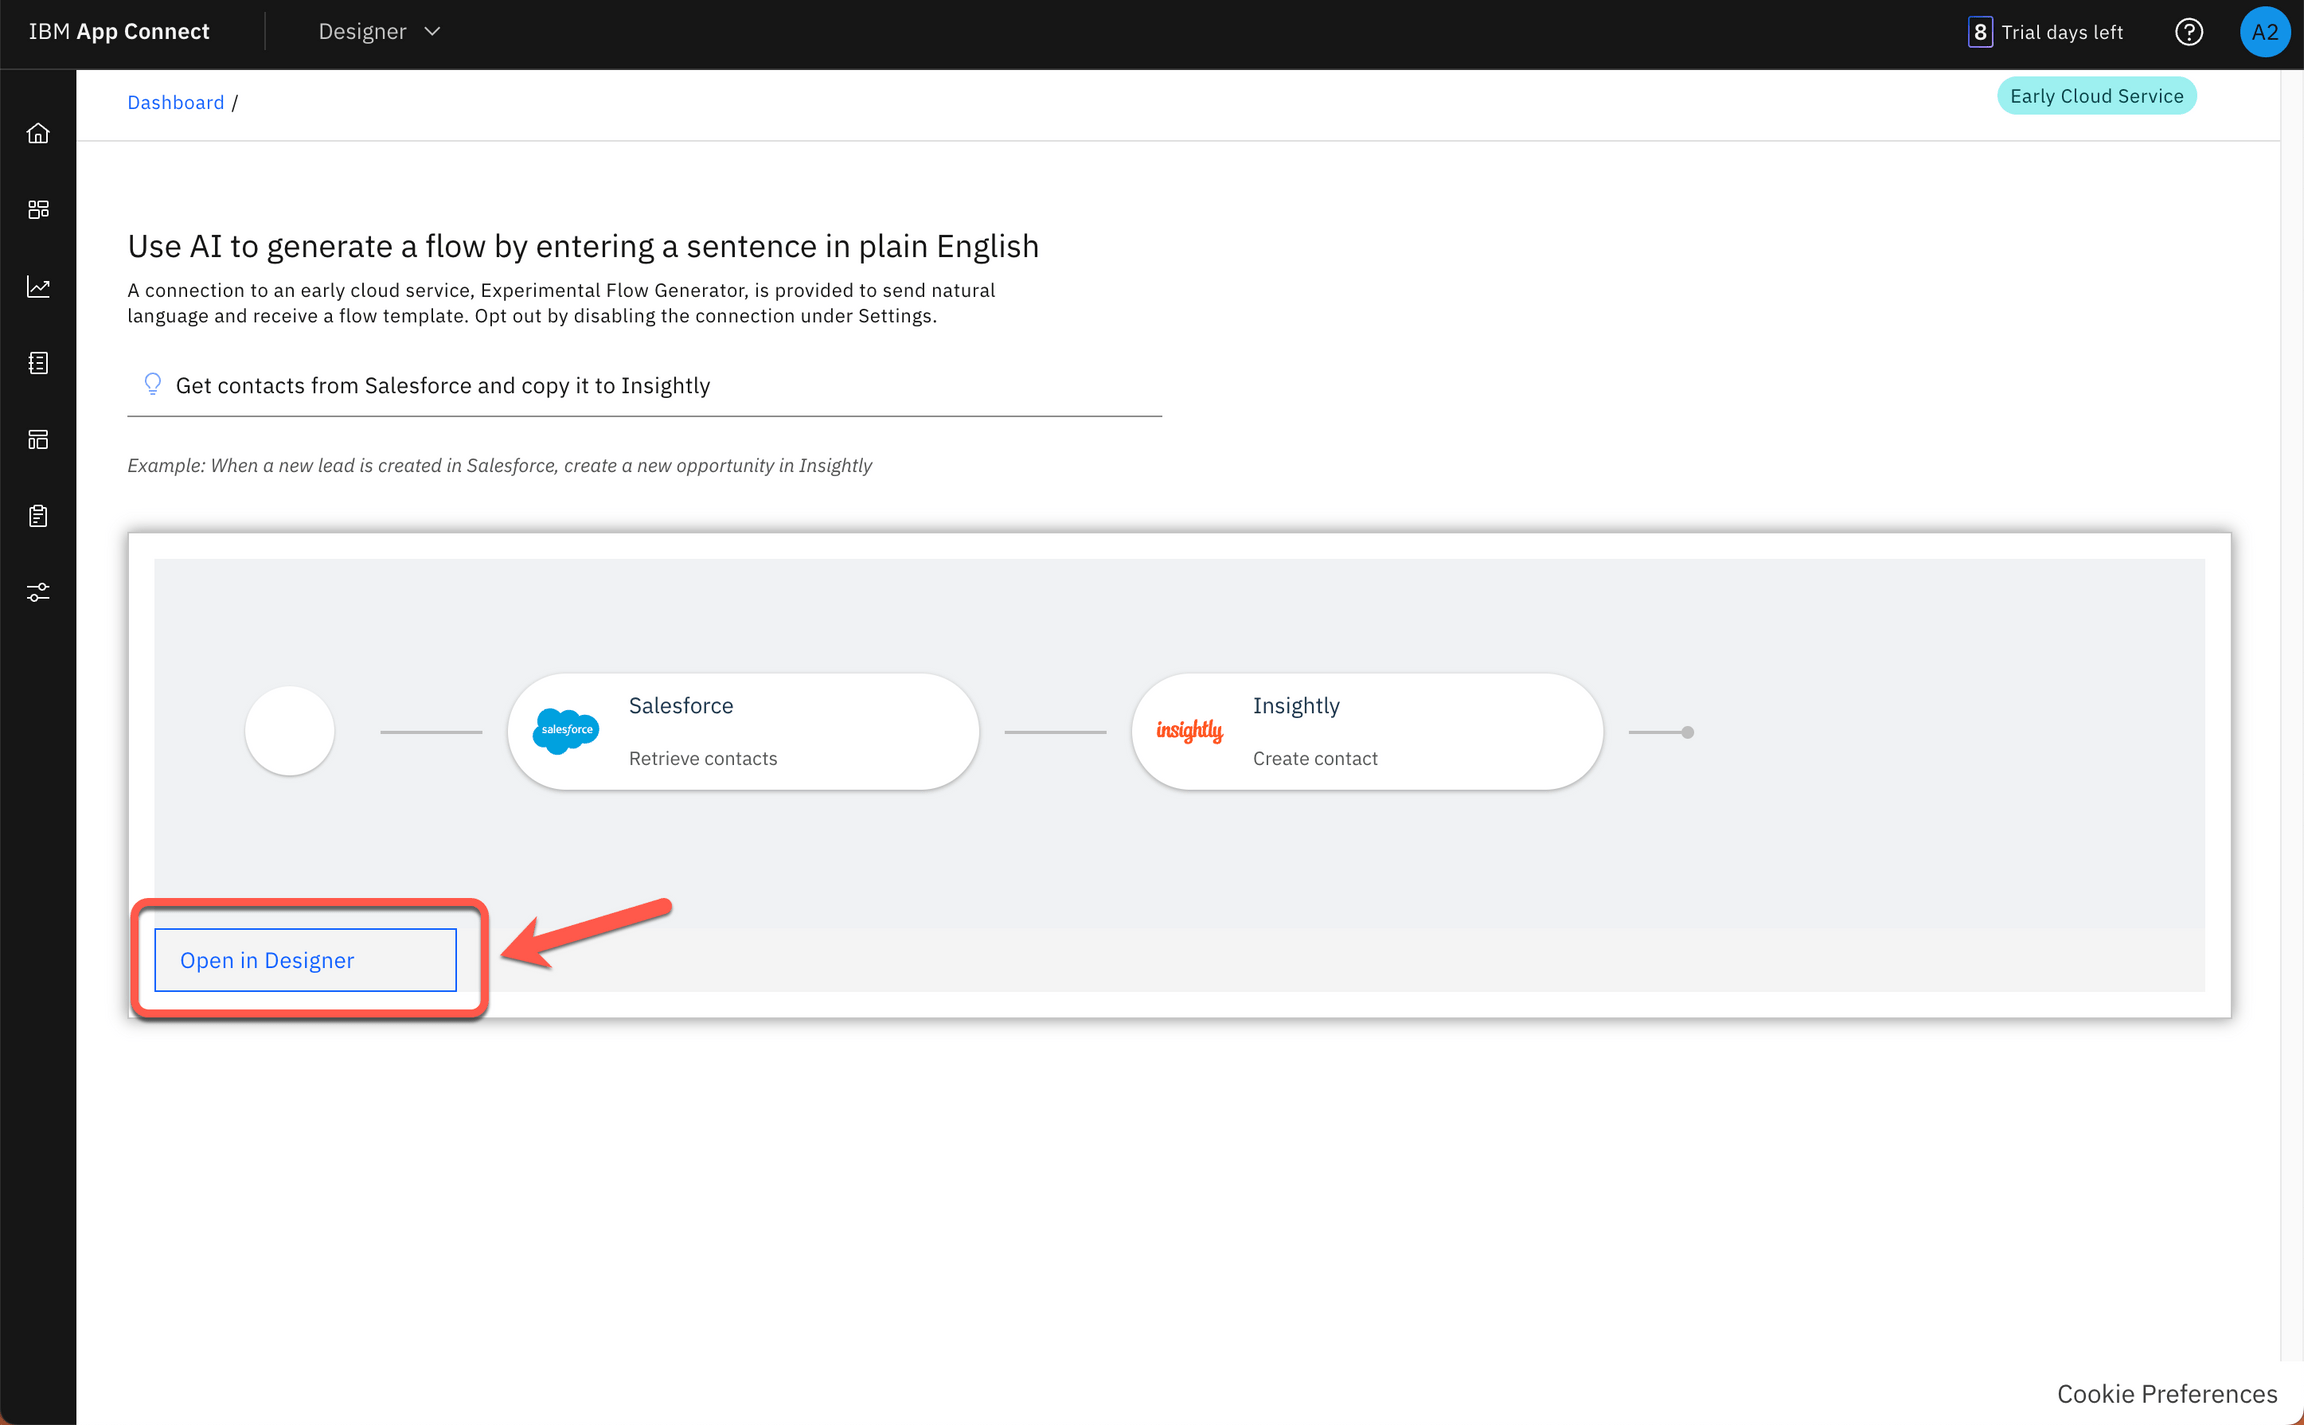 IBM App Connect
Designer
8 Trial days left
A2
Dashboard /
Early Cloud Service
Use AI to generate a flow by entering a sentence in plain English
A connection to an early cloud service, Experimental Flow Generator, is provided to send natural
language and receive a flow template. Opt out by disabling the connection under Settings.
Get contacts from Salesforce and copy it to Insightly
Example: When a new lead is created in Salesforce, create a new opportunity in Insightly
salesforce
Salesforce
Retrieve contacts
insightly
Insightly
Create contact
Open in Designer
Cookie Preferences